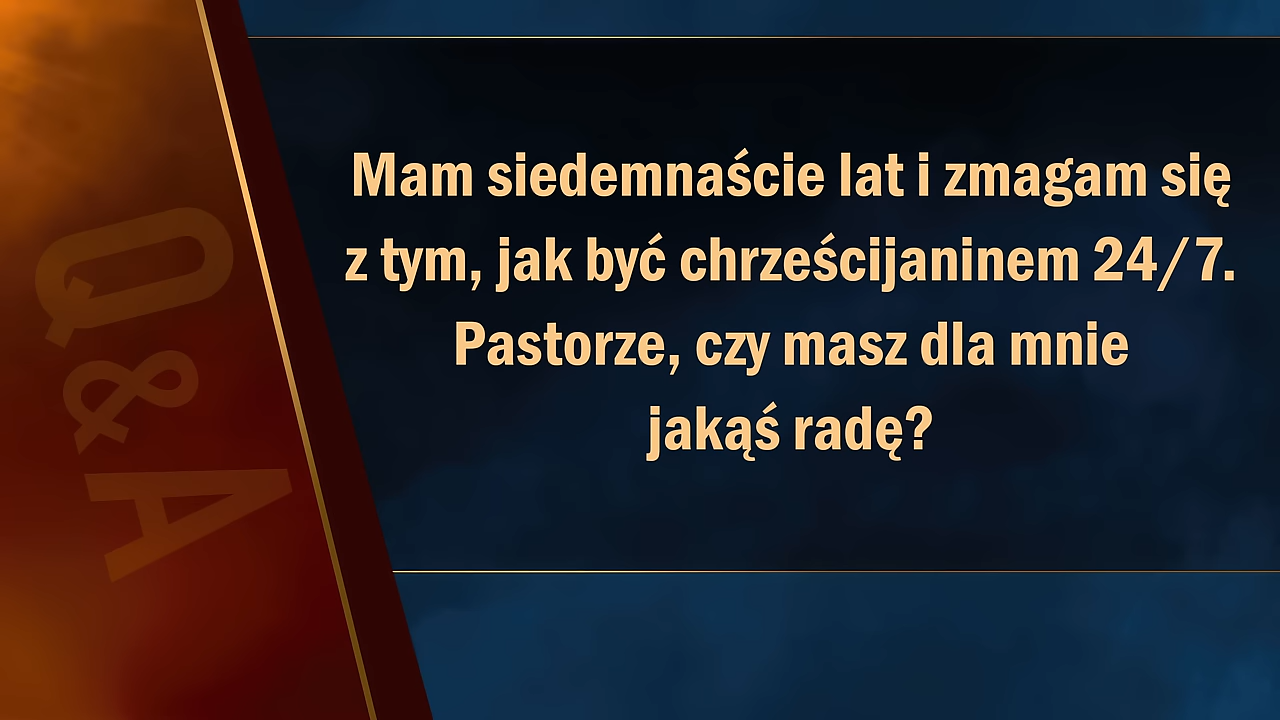 Q&A
Mam siedemnaście lat i zmagam się
z tym, jak być chrześcijaninem 24/7.
Pastorze, czy masz dla mnie
jakąś radę?